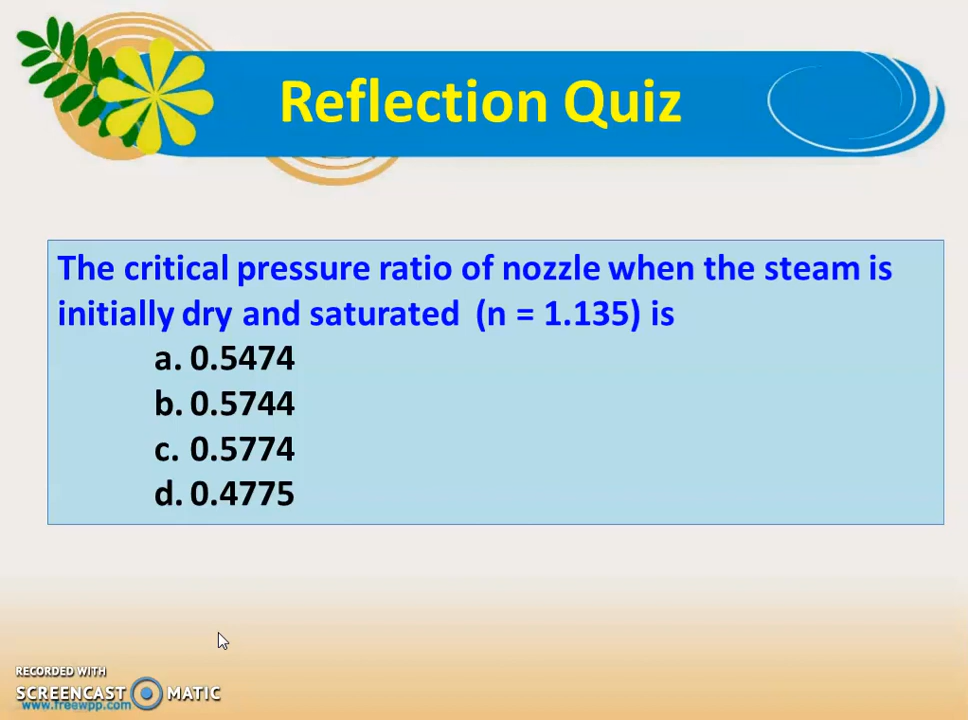 Reflection Quiz
The critical pressure ratio of nozzle when the steam is
initially dry and saturated (n = 1.135) is
a. 0.5474
b. 0.5744
c. 0.5774
d. 0.4775
RECORDED WITH
SCREENCAST MATIC
www.freewpp.com